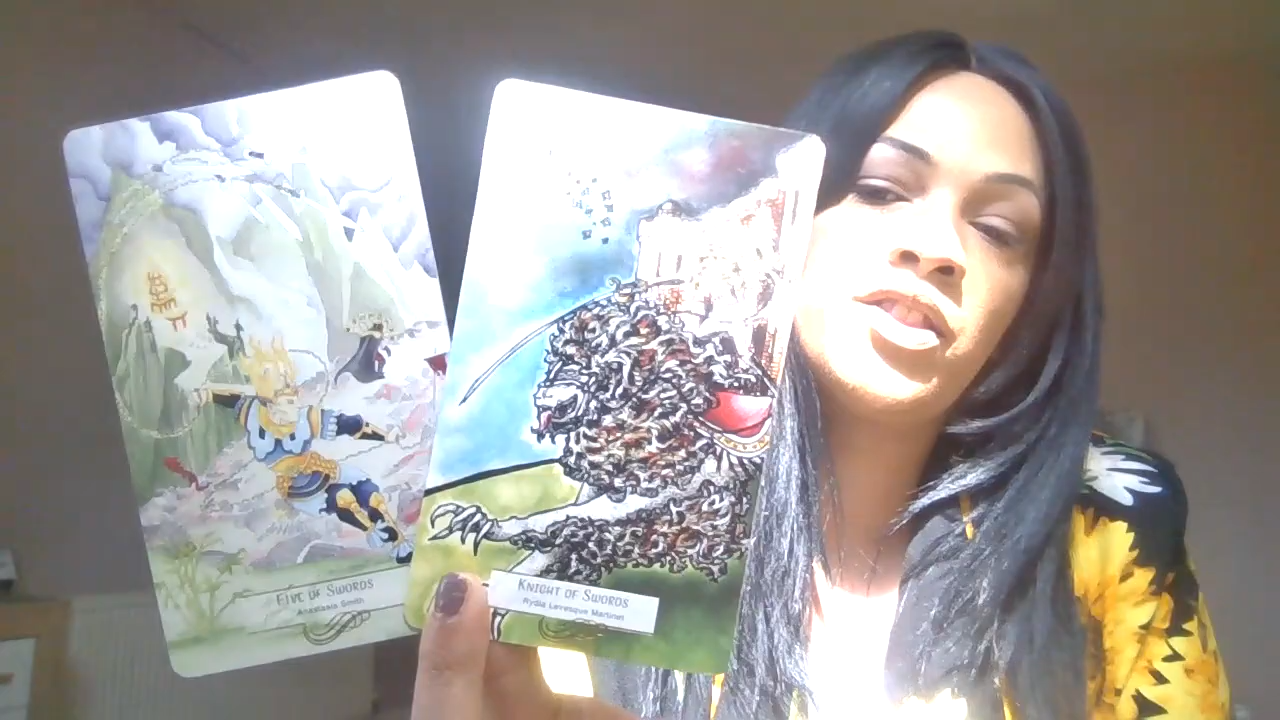 Five of Swords
Anastasia Smith
Knight of Swords
Rydia Levesque Martinet